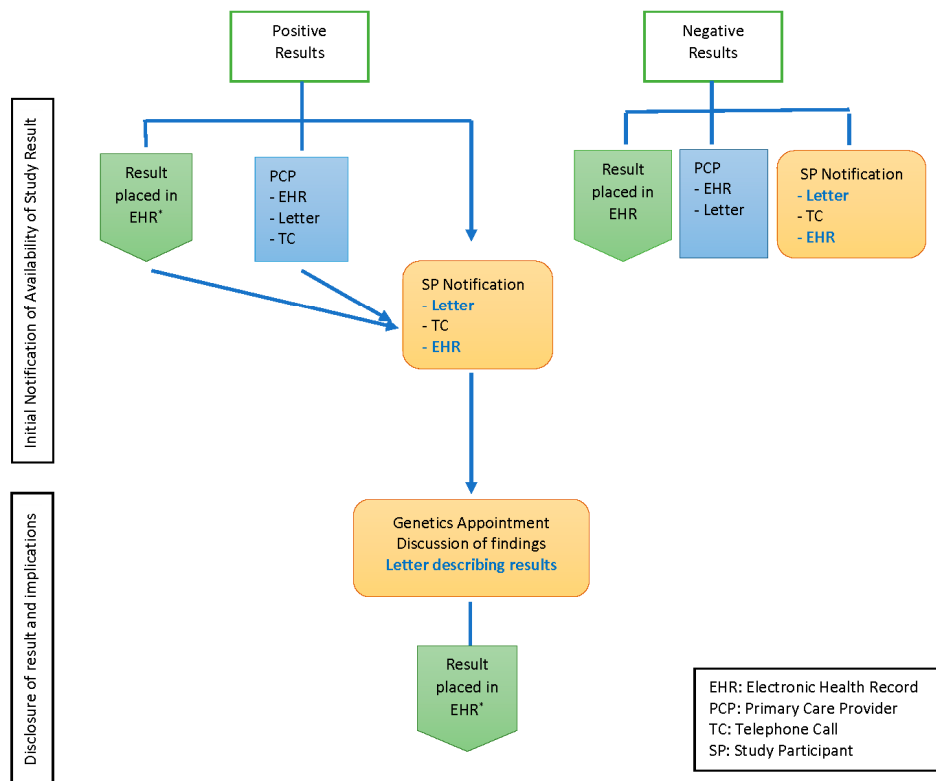 Positive
Results
Negative
Results
Initial Notification of Availability of Study Result
Result
placed in
EHR*
PCP
- EHR
- Letter
- TC
Result
placed in
EHR
PCP
- EHR
- Letter
SP Notification
- Letter
- TC
- EHR
SP Notification
- Letter
- TC
- EHR
Disclosure of result and implications
Genetics Appointment
Discussion of findings
Letter describing results
Result
placed in
EHR*
EHR: Electronic Health Record
PCP: Primary Care Provider
TC: Telephone Call
SP: Study Participant